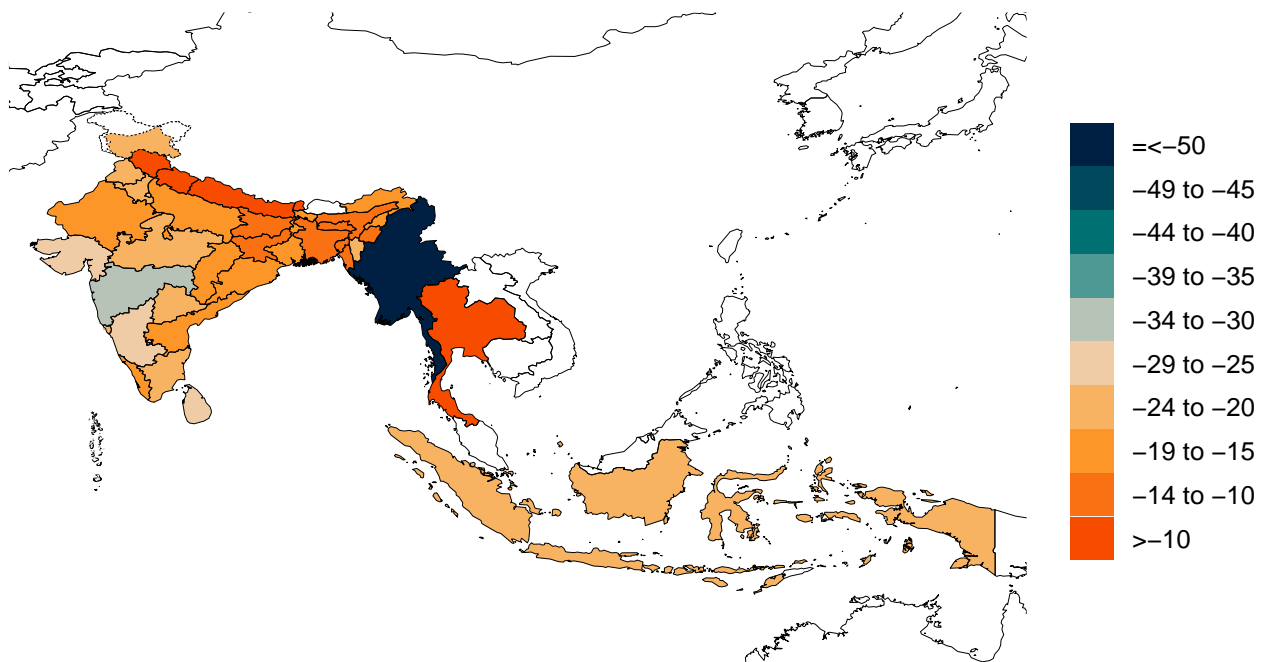 =<−50
−49 to −45
−44 to −40
−39 to −35
−34 to −30
−29 to −25
−24 to −20
−19 to −15
−14 to −10
>−10